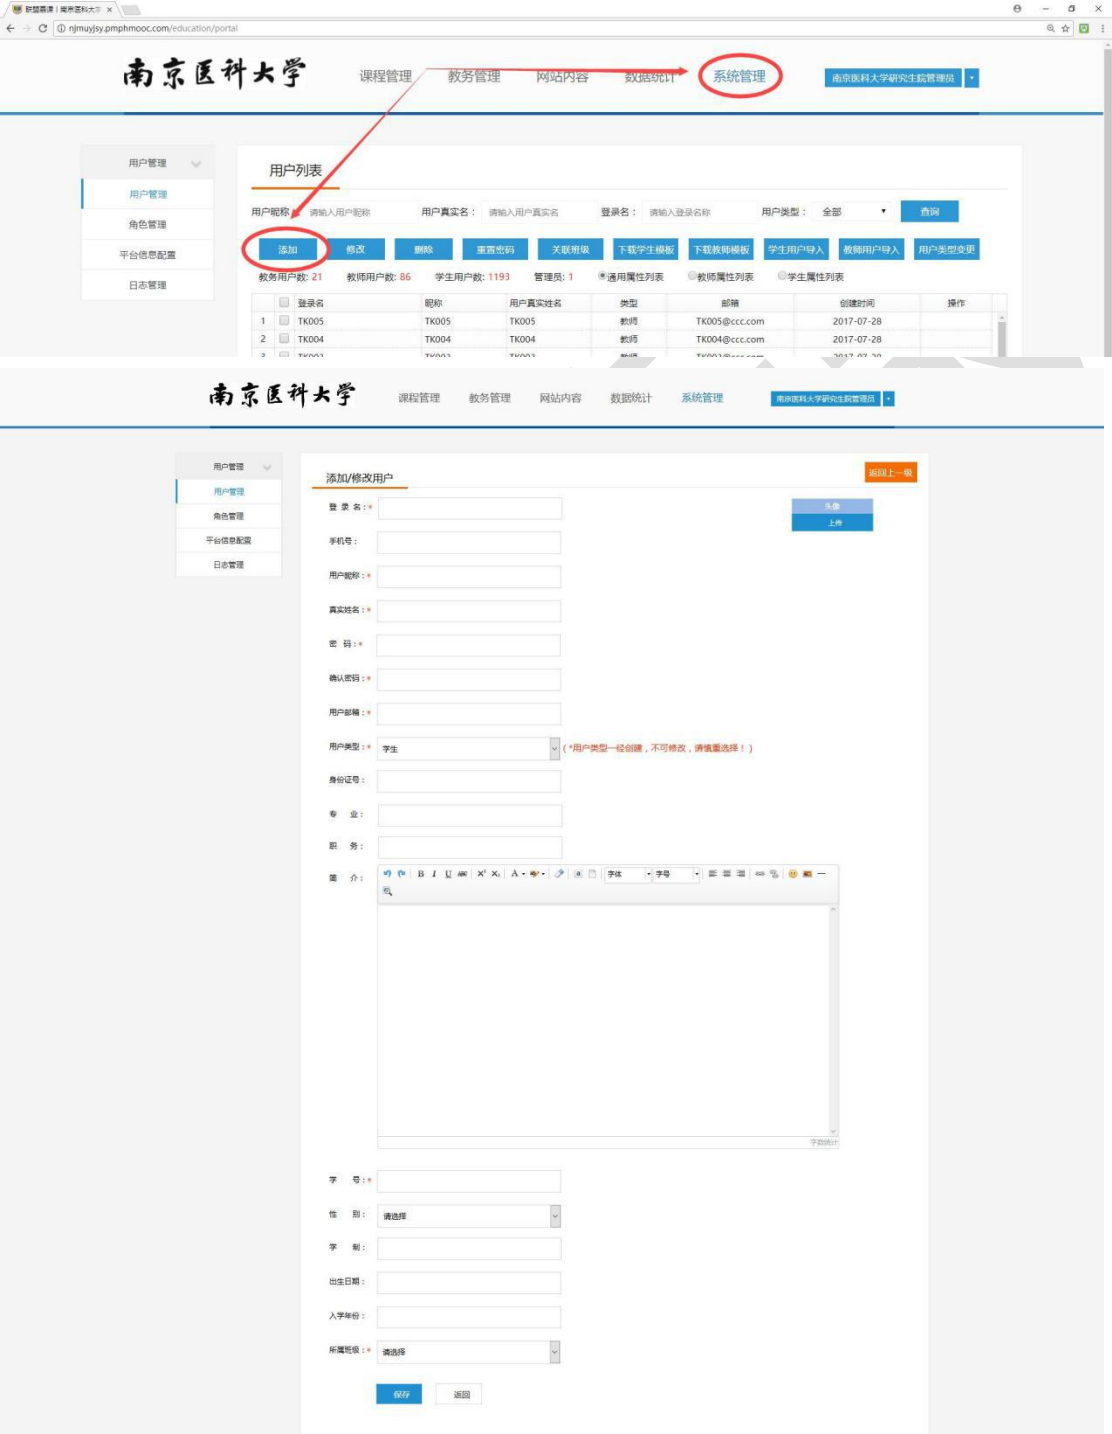 联盟慕课 | 南京医科大学
njmuyjsy.pmphmooc.com/education/portal
南京医科大学 课程管理 教务管理 网站内容 数据统计 系统管理 南京医科大学研究生院管理员
用户管理
用户管理
角色管理
平台信息配置
日志管理
用户列表
用户昵称： 请输入用户昵称 用户真实名： 请输入用户真实名 登录名： 请输入登录名称 用户类型： 全部 查询
添加 修改 删除 重置密码 关联班级 下载学生模板 下载教师模板 学生用户导入 教师用户导入 用户类型变更
教务用户数: 21 教师用户数: 86 学生用户数: 1193 管理员: 1 通用属性列表 教师属性列表 学生属性列表
登录名 昵称 用户真实姓名 类型 邮箱 创建时间 操作
1 TK005 TK005 TK005 教师 TK005@ccc.com 2017-07-28
2 TK004 TK004 TK004 教师 TK004@ccc.com 2017-07-28
南京医科大学 课程管理 教务管理 网站内容 数据统计 系统管理 南京医科大学研究生院管理员
用户管理
用户管理
角色管理
平台信息配置
日志管理
添加/修改用户 返回上一级
登 录 名：* 头像
上传
手机号：
用户昵称：*
真实姓名：*
密 码：*
确认密码：*
用户邮箱：*
用户类型：* 学生 （*用户类型一经创建，不可修改，请慎重选择！）
身份证号：
专 业：
职 务：
简 介： B I U ABC X² X₂ A 字体 字号
字数统计
学 号：*
性 别： 请选择
学 制：
出生日期：
入学年份：
所属班级：* 请选择
保存 返回